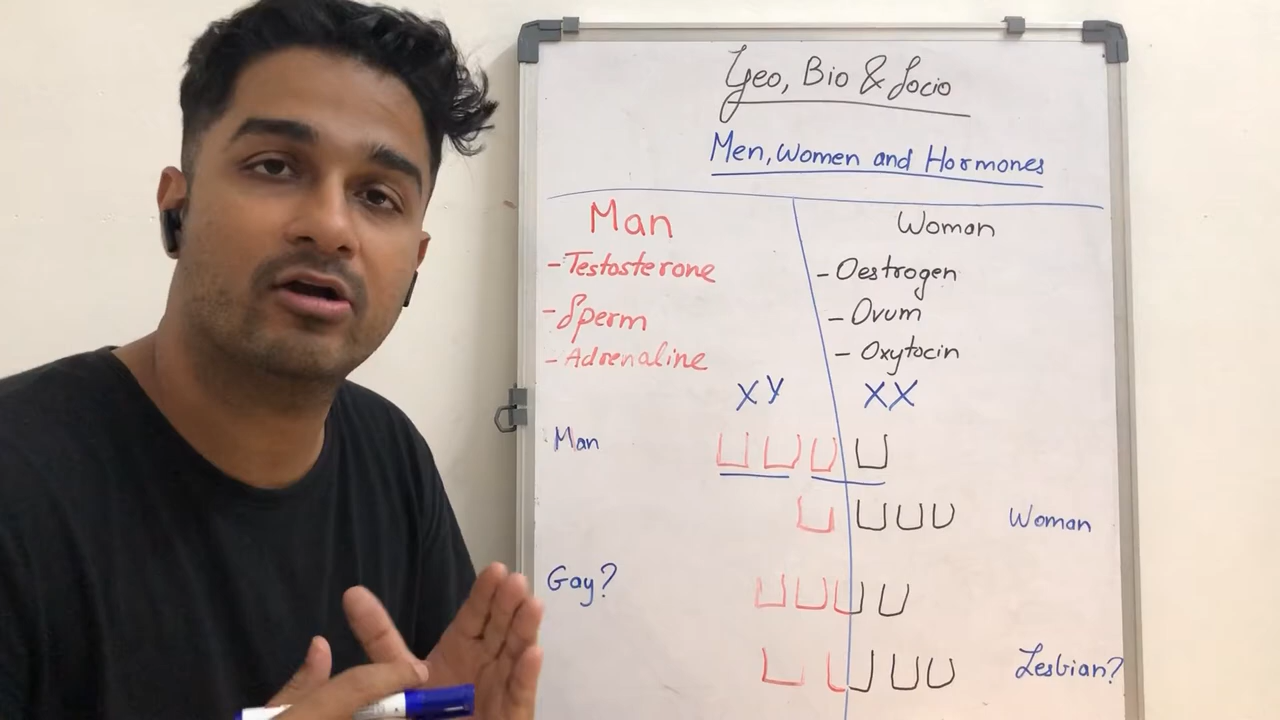 Geo, Bio & Socio
Men, Women and Hormones
Man
Woman
- Testosterone
- Oestrogen
- Sperm
- Ovum
- Adrenaline
- Oxytocin
XY
XX
Man
Woman
Gay?
Lesbian?